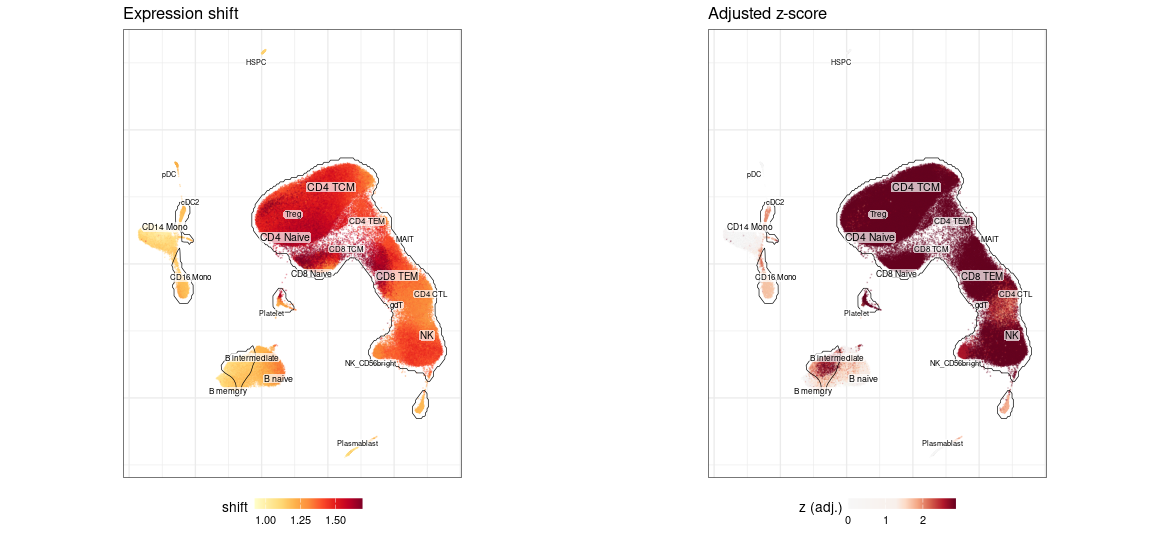 Expression shift
HSPC
pDC
cDC2
CD14 Mono
CD16 Mono
CD4 TCM
Treg
CD4 TEM
CD4 Naive
MAIT
CD8 TCM
CD8 Naive
CD8 TEM
CD4 CTL
gdT
Platelet
NK
B intermediate
NK_CD56bright
B naive
B memory
Plasmablast
shift
1.00 1.25 1.50
Adjusted z-score
HSPC
pDC
cDC2
CD14 Mono
CD16 Mono
CD4 TCM
Treg
CD4 TEM
CD4 Naive
MAIT
CD8 TCM
CD8 Naive
CD8 TEM
CD4 CTL
gdT
Platelet
NK
B intermediate
NK_CD56bright
B naive
B memory
Plasmablast
z (adj.)
0 1 2